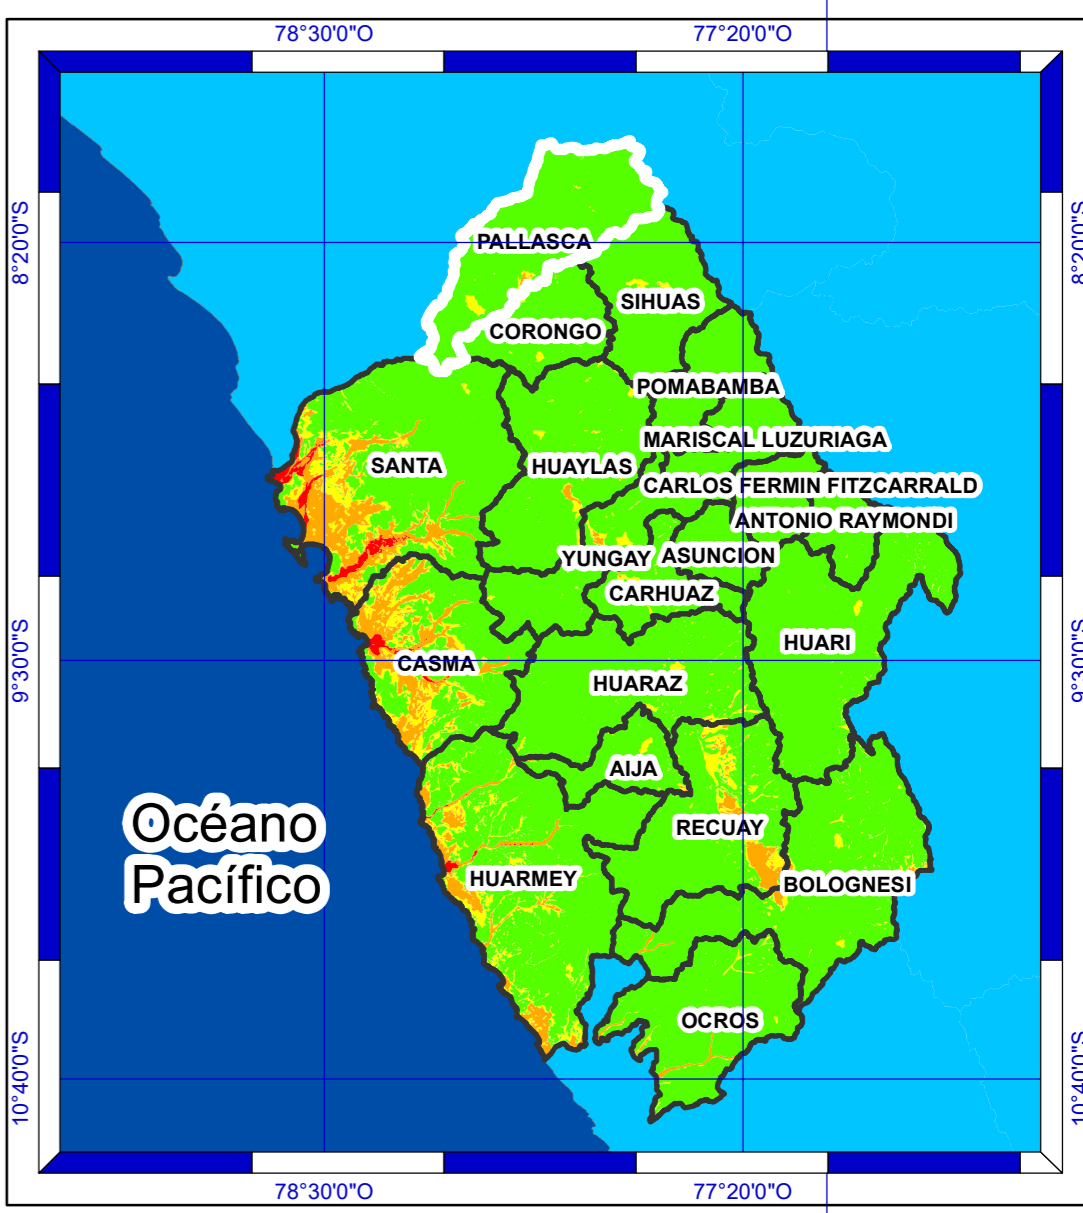 78°30'0"O
77°20'0"O
8°20'0"S
8°20'0"S
PALLASCA
SIHUAS
CORONGO
POMABAMBA
MARISCAL LUZURIAGA
SANTA
HUAYLAS
CARLOS FERMIN FITZCARRALD
ANTONIO RAYMONDI
YUNGAY
ASUNCION
CARHUAZ
HUARI
9°30'0"S
9°30'0"S
CASMA
HUARAZ
AIJA
Océano
Pacífico
RECUAY
HUARMEY
BOLOGNESI
OCROS
10°40'0"S
10°40'0"S
78°30'0"O
77°20'0"O